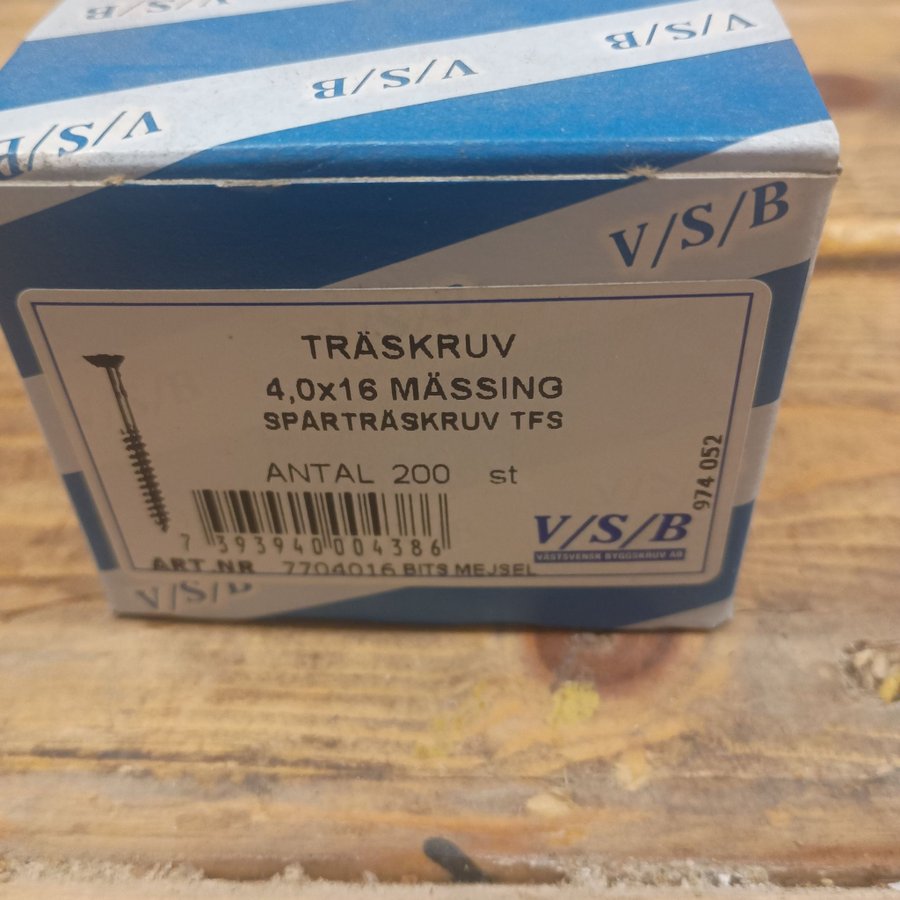 V/S/B
V/S/B
V/S/B
V/S/B
V/S/B
V/S/B
TRÄSKRUV
4,0x16 MÄSSING
SPÅRTRÄSKRUV TFS
ANTAL 200 st
974 052
7 393940 004386
V/S/B
VÄSTSVENSK BYGGSKRUV AB
ART.NR 7704016 BITS MEJSEL
V/S/B